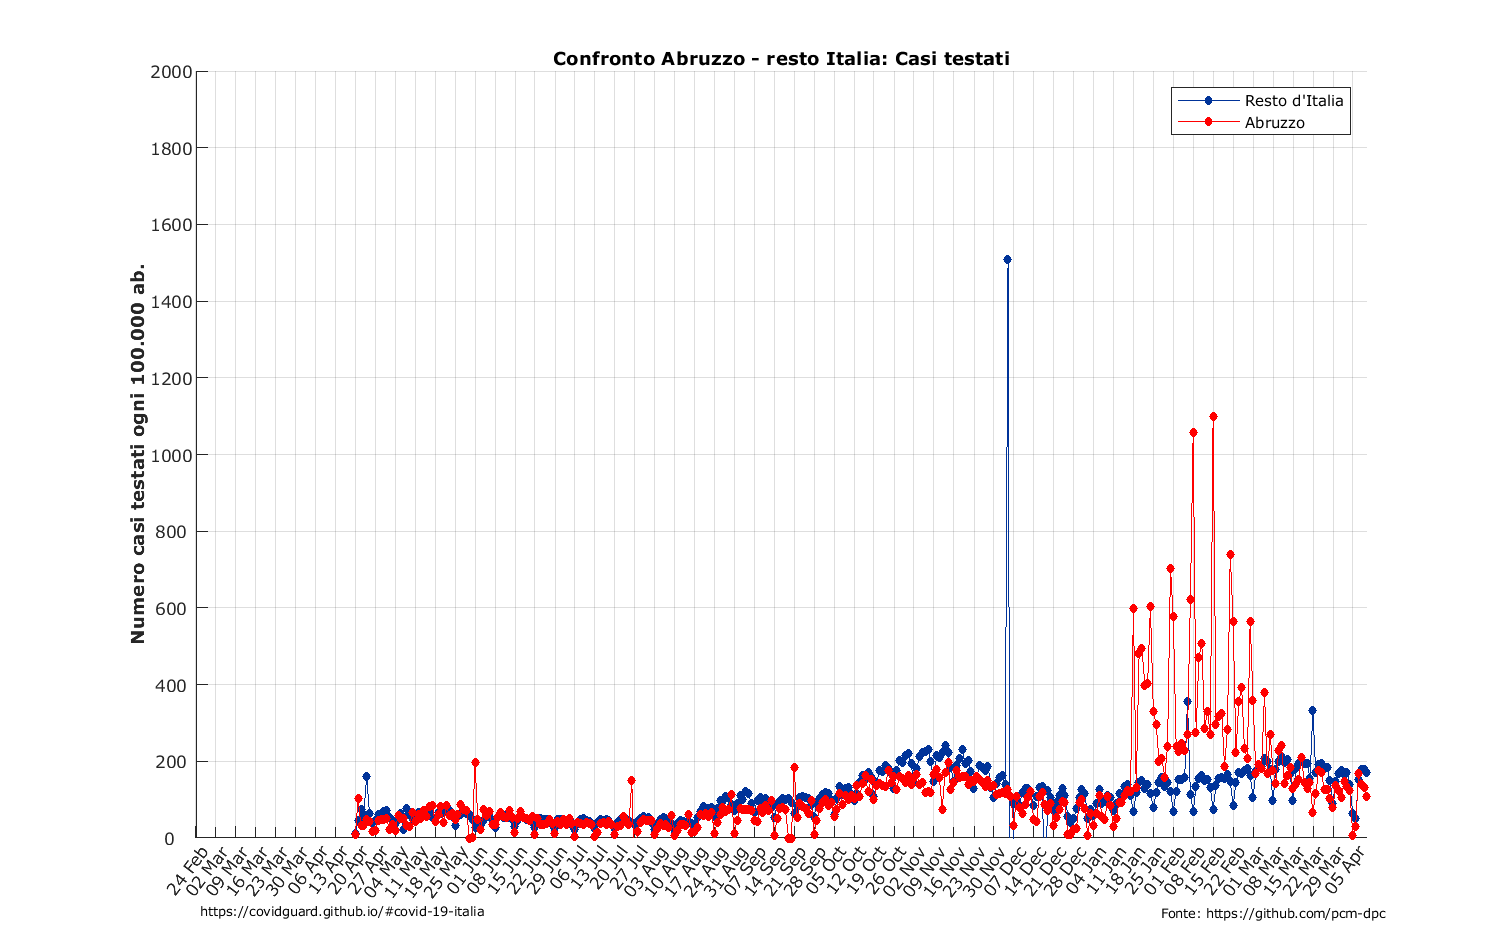 Confronto Abruzzo - resto Italia: Casi testati
Resto d'Italia
Abruzzo
Numero casi testati ogni 100.000 ab.
2000
1800
1600
1400
1200
1000
800
600
400
200
0
24 Feb
02 Mar
09 Mar
16 Mar
23 Mar
30 Mar
06 Apr
13 Apr
20 Apr
27 Apr
04 May
11 May
18 May
25 May
01 Jun
08 Jun
15 Jun
22 Jun
29 Jun
06 Jul
13 Jul
20 Jul
27 Jul
03 Aug
10 Aug
17 Aug
24 Aug
31 Aug
07 Sep
14 Sep
21 Sep
28 Sep
05 Oct
12 Oct
19 Oct
26 Oct
02 Nov
09 Nov
16 Nov
23 Nov
30 Nov
07 Dec
14 Dec
21 Dec
28 Dec
04 Jan
11 Jan
18 Jan
25 Jan
01 Feb
08 Feb
15 Feb
22 Feb
01 Mar
08 Mar
15 Mar
22 Mar
29 Mar
05 Apr
https://covidguard.github.io/#covid-19-italia
Fonte: https://github.com/pcm-dpc